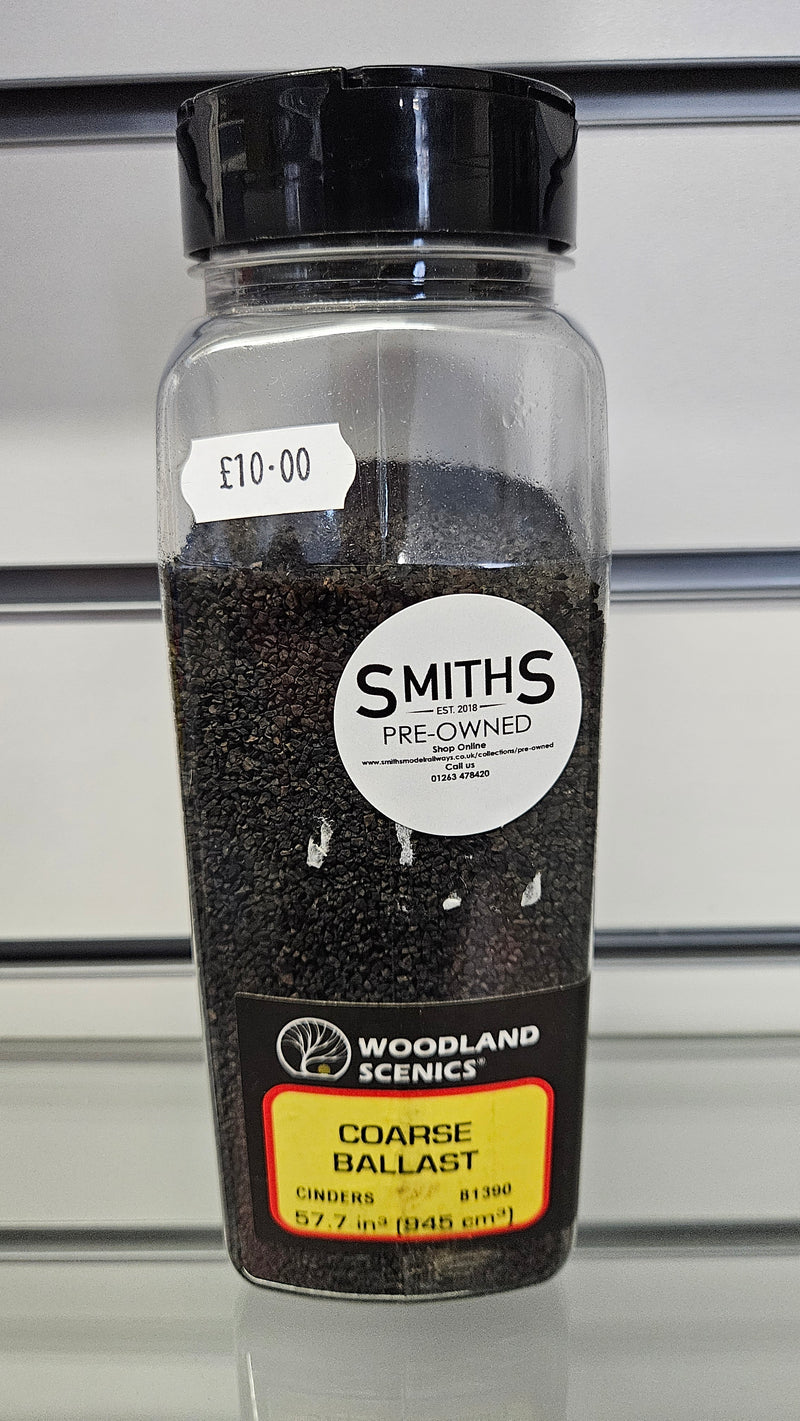 £10.00
SMITHS
EST. 2018
PRE-OWNED
Shop Online
www.smithsmodelrailways.co.uk/collections/pre-owned
Call us
01263 478420
WOODLAND
SCENICS®
COARSE
BALLAST
CINDERS B1390
57.7 in³ (945 cm³)